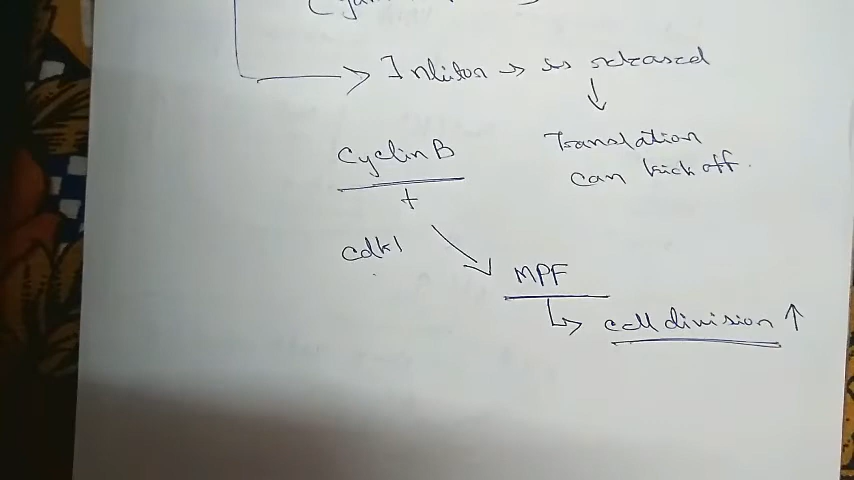 → Inhibitor → is released
↓
Translation
can kick off.
Cyclin B
+
cdk1
→ MPF
↳ cell division ↑